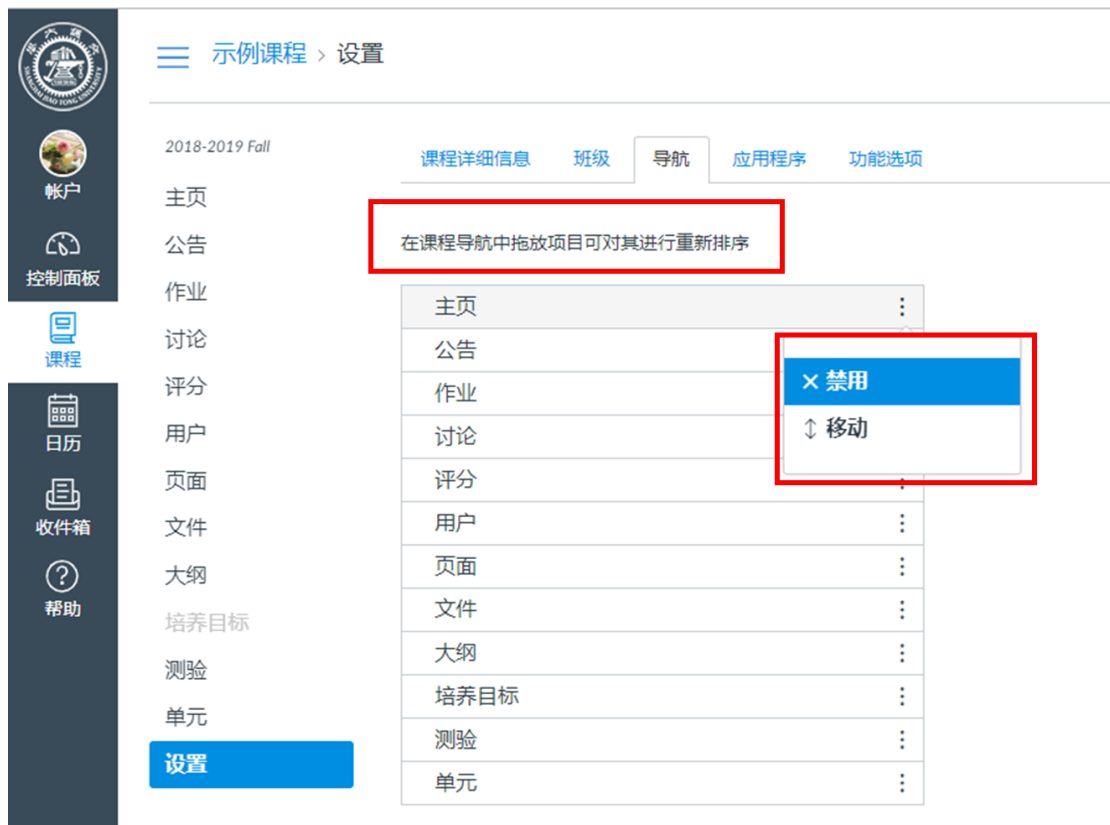 SHANGHAI JIAO TONG UNIVERSITY
帐户
控制面板
课程
日历
收件箱
帮助
示例课程 › 设置
2018-2019 Fall
主页
公告
作业
讨论
评分
用户
页面
文件
大纲
培养目标
测验
单元
设置
课程详细信息 班级 导航 应用程序 功能选项
在课程导航中拖放项目可对其进行重新排序
主页
公告
作业
讨论
评分
用户
页面
文件
大纲
培养目标
测验
单元
禁用
移动